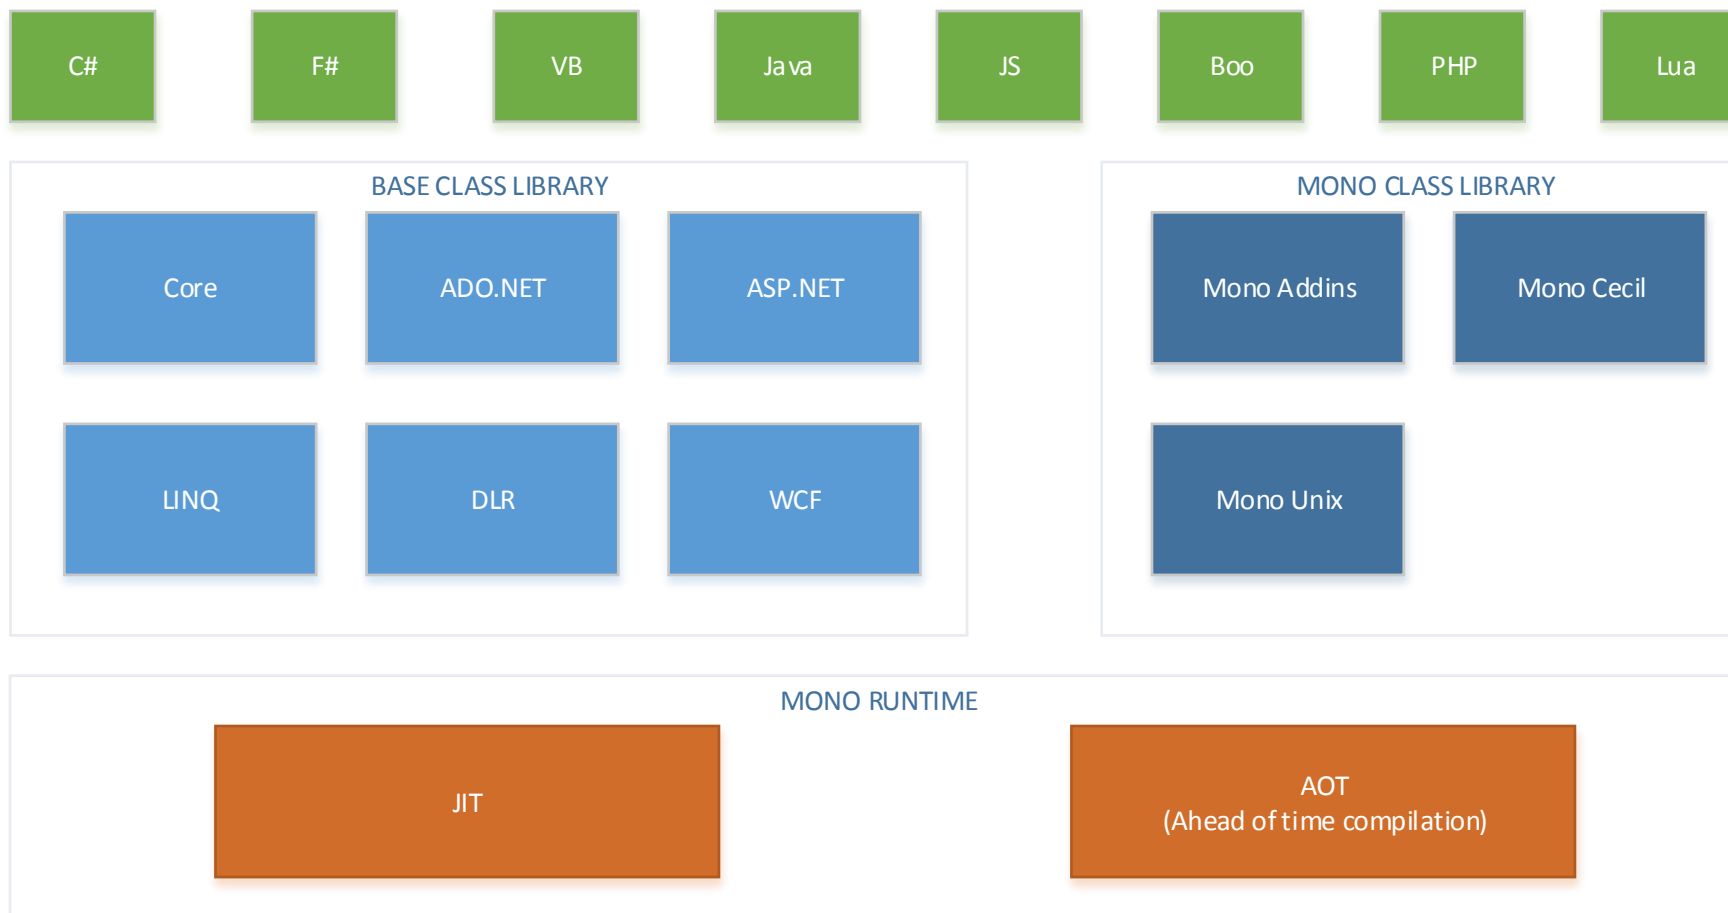 C#
F#
VB
Java
JS
Boo
PHP
Lua
BASE CLASS LIBRARY
Core
ADO.NET
ASP.NET
LINQ
DLR
WCF
MONO CLASS LIBRARY
Mono Addins
Mono Cecil
Mono Unix
MONO RUNTIME
JIT
AOT
(Ahead of time compilation)